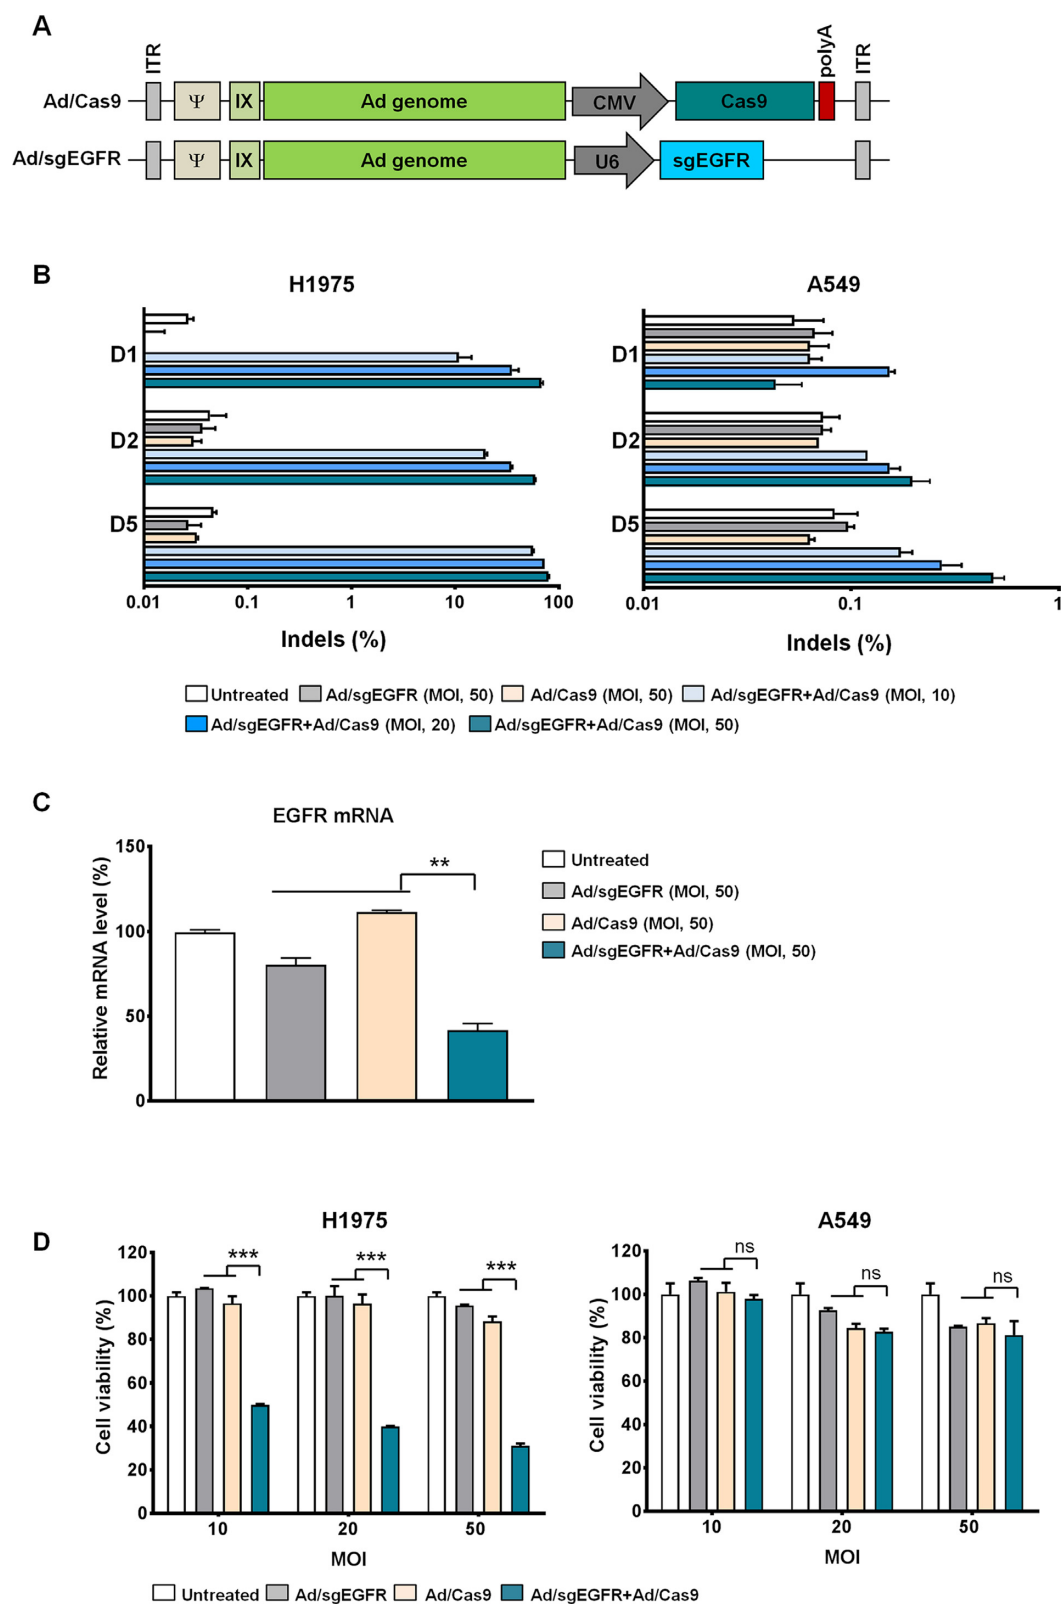 A
ITR
polyA
ITR
Ad/Cas9 Ψ IX Ad genome CMV Cas9
Ad/sgEGFR Ψ IX Ad genome U6 sgEGFR
B
H1975 A549
D1 D1
D2 D2
D5 D5
0.01 0.1 1 10 100 0.01 0.1 1
Indels (%) Indels (%)
Untreated Ad/sgEGFR (MOI, 50) Ad/Cas9 (MOI, 50) Ad/sgEGFR+Ad/Cas9 (MOI, 10)
Ad/sgEGFR+Ad/Cas9 (MOI, 20) Ad/sgEGFR+Ad/Cas9 (MOI, 50)
C
EGFR mRNA
Relative mRNA level (%)
150
100
50
0
**
Untreated
Ad/sgEGFR (MOI, 50)
Ad/Cas9 (MOI, 50)
Ad/sgEGFR+Ad/Cas9 (MOI, 50)
D
H1975
Cell viability (%)
120
100
80
60
40
20
0
*** *** ***
10 20 50
MOI
A549
Cell viability (%)
120
100
80
60
40
20
0
ns ns ns
10 20 50
MOI
Untreated Ad/sgEGFR Ad/Cas9 Ad/sgEGFR+Ad/Cas9